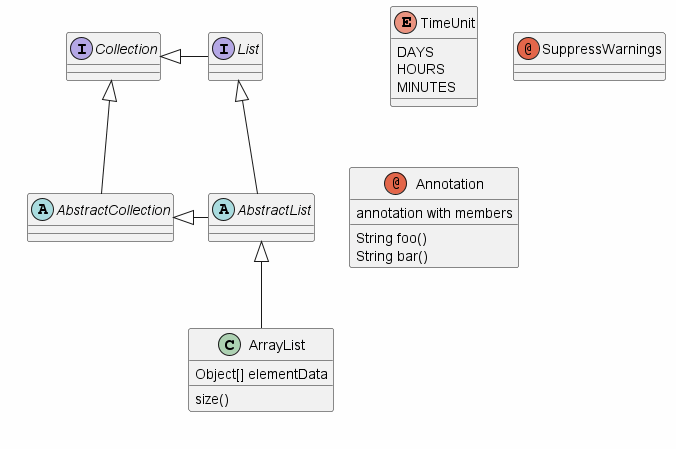 I Collection
I List
E TimeUnit
DAYS
HOURS
MINUTES
@ SuppressWarnings
A AbstractCollection
A AbstractList
@ Annotation
annotation with members
String foo()
String bar()
C ArrayList
Object[] elementData
size()